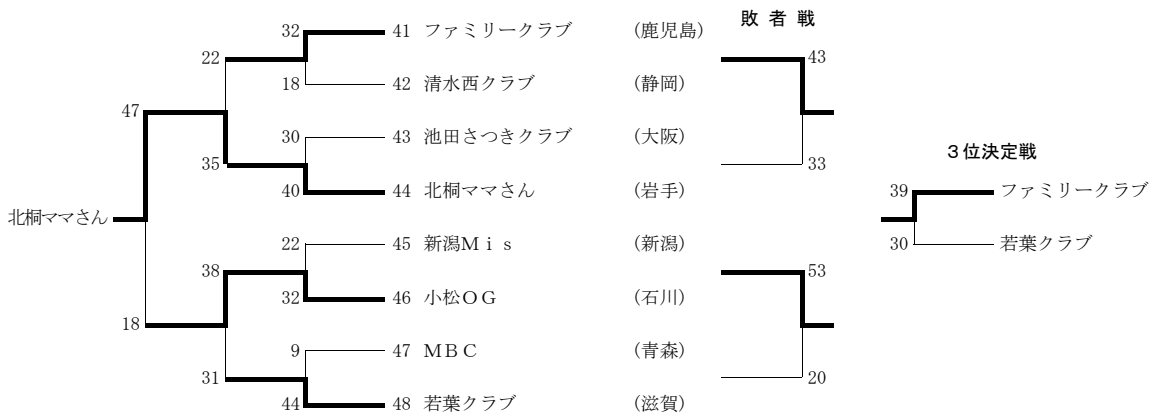 敗 者 戦
32 41 ファミリークラブ (鹿児島)
22 43
18 42 清水西クラブ (静岡)
47
30 43 池田さつきクラブ (大阪)
35 33
3位決定戦
40 44 北桐ママさん (岩手) 39 ファミリークラブ
北桐ママさん
22 45 新潟Mis (新潟) 30 若葉クラブ
38 53
32 46 小松OG (石川)
18
9 47 MBC (青森)
31 20
44 48 若葉クラブ (滋賀)